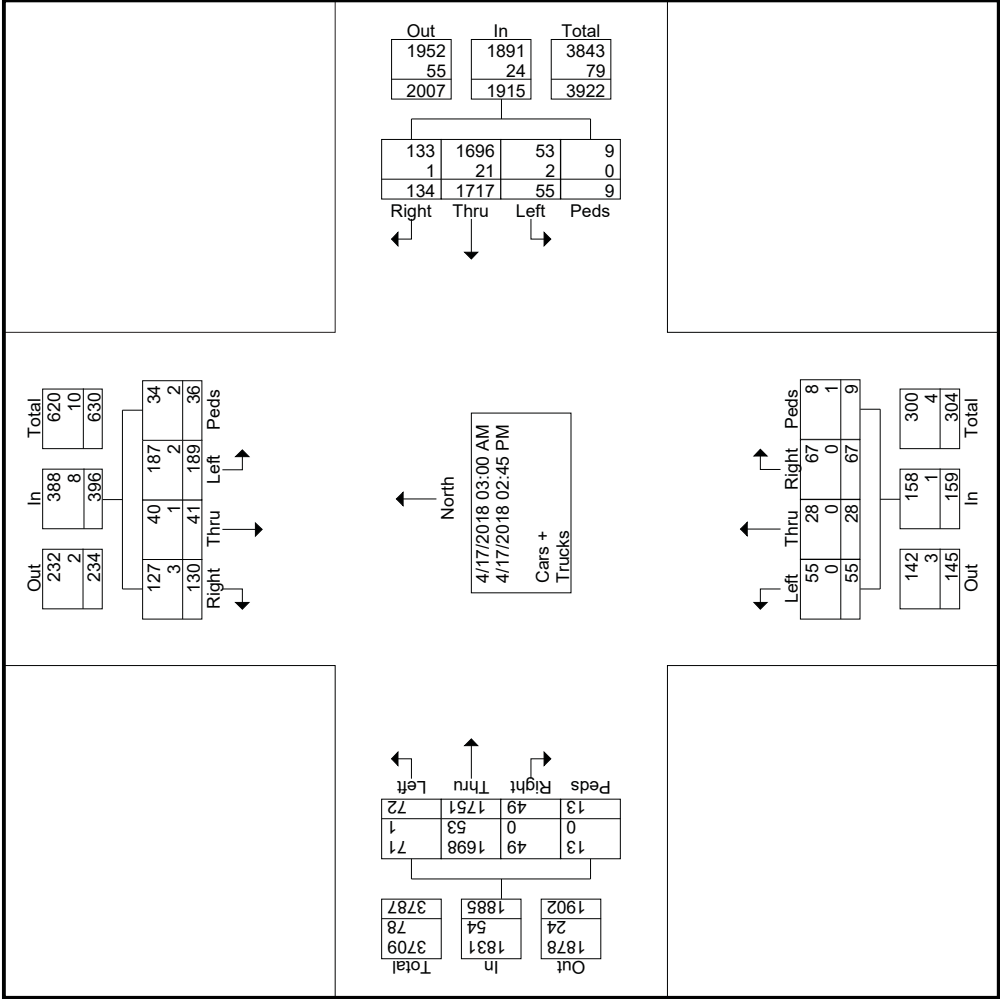 Out In Total
1952 1891 3843
55 24 79
2007 1915 3922
133 1696 53 9
1 21 2 0
134 1717 55 9
Right Thru Left Peds
Out In Total
232 388 620
2 8 10
234 396 630
127 40 187 34
3 1 2 2
130 41 189 36
Right Thru Left Peds
North
4/17/2018 03:00 AM
4/17/2018 02:45 PM
Cars +
Trucks
Left Thru Right Peds
55 28 67 8
0 0 0 1
55 28 67 9
142 158 300
3 1 4
145 159 304
Out In Total
Left Thru Right Peds
72 1751 49 13
1 53 0 0
71 1698 49 13
3787 1885 1902
78 54 24
3709 1831 1878
Total In Out